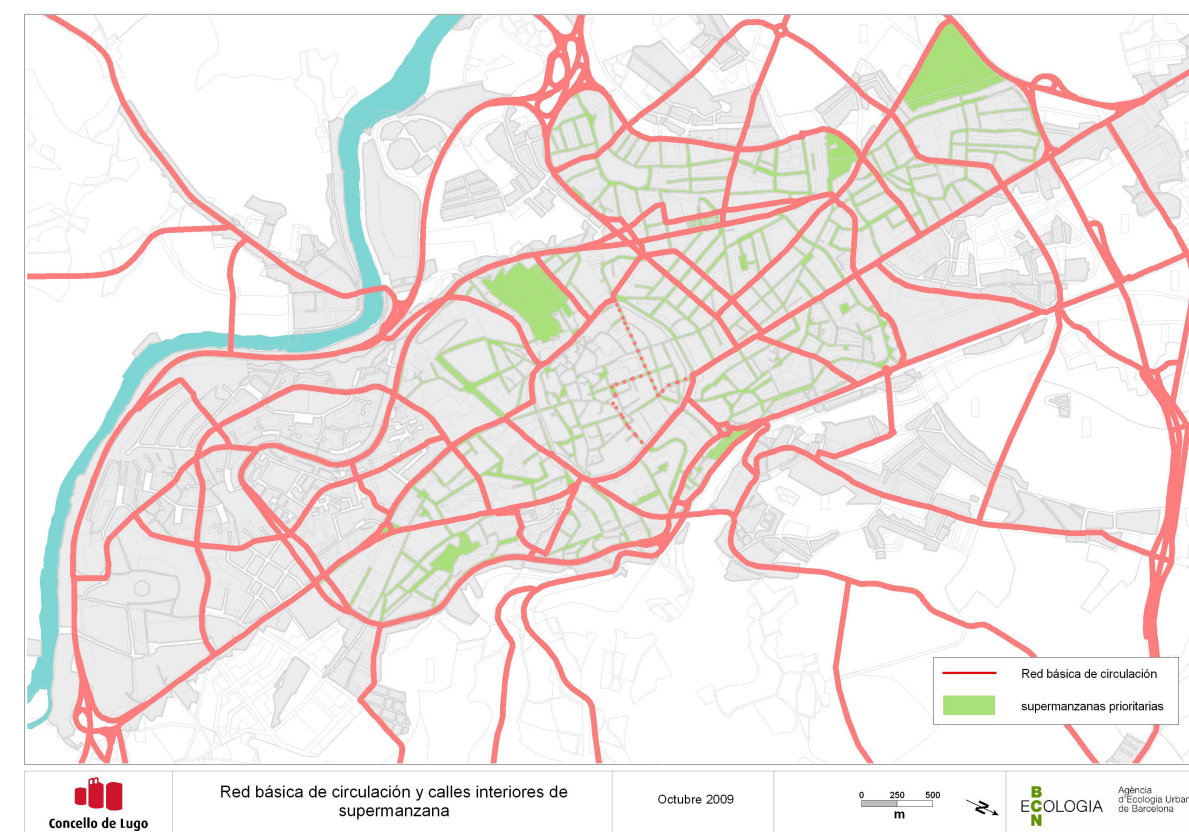 Red básica de circulación
supermanzanas prioritarias
Concello de Lugo
Red básica de circulación y calles interiores de
supermanzana
Octubre 2009
0 250 500
m
N
BCN
ECOLOGIA
Agència
d'Ecologia Urbana
de Barcelona